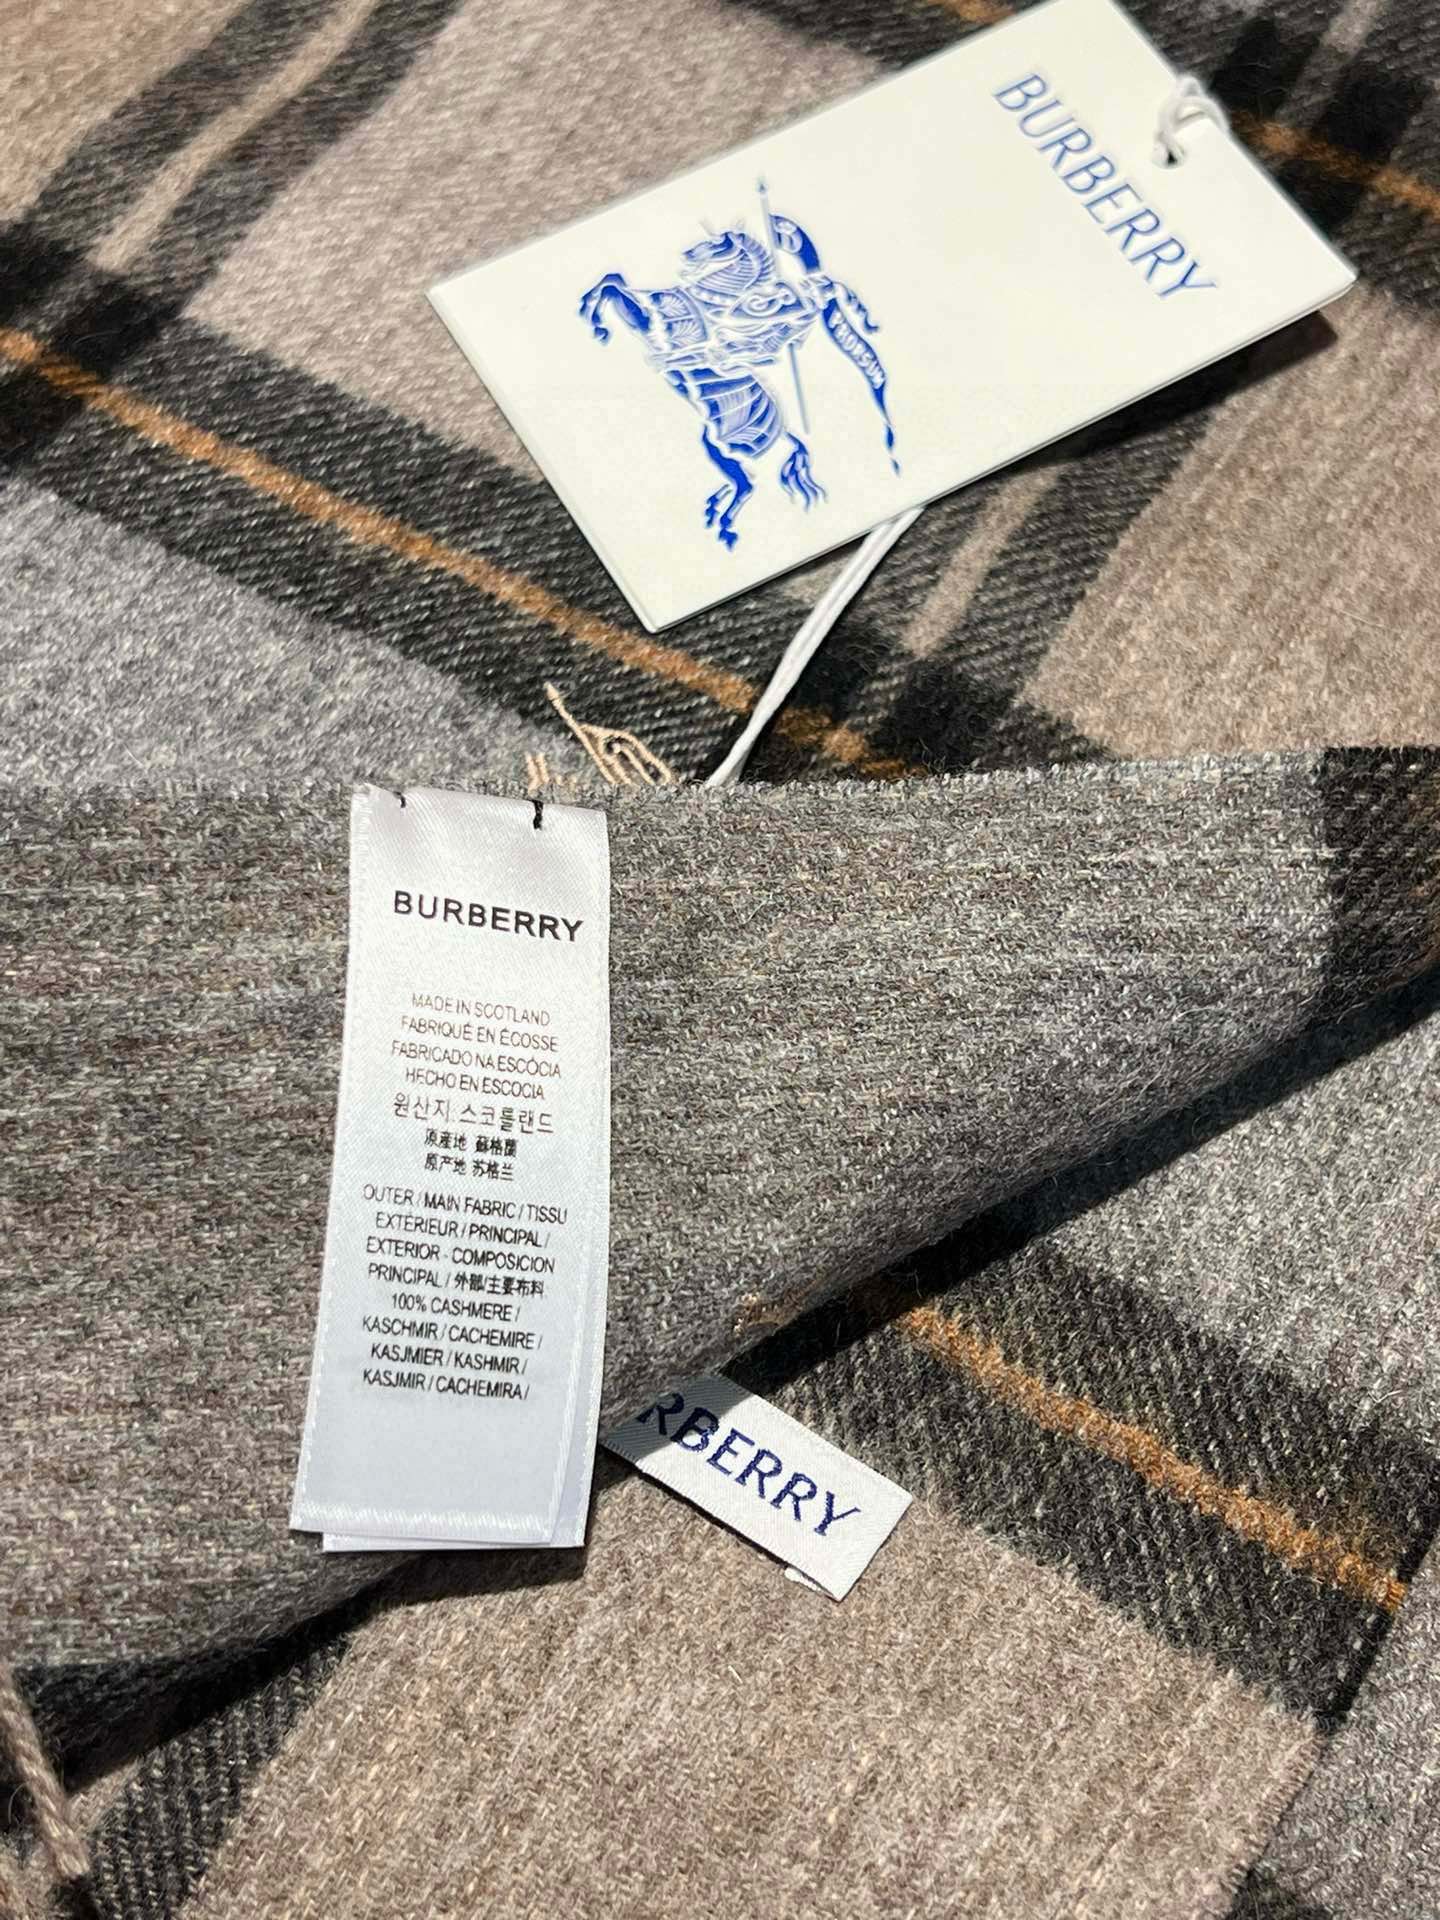 BURBERRY
PRORSUM
BURBERRY
MADE IN SCOTLAND
FABRIQUÉ EN ÉCOSSE
FABRICADO NA ESCÓCIA
HECHO EN ESCOCIA
원산지: 스코틀랜드
原産地 蘇格蘭
原产地 苏格兰
OUTER / MAIN FABRIC / TISSU
EXTÉRIEUR / PRINCIPAL /
EXTERIOR - COMPOSICION
PRINCIPAL / 外部/主要布料
100% CASHMERE /
KASCHMIR / CACHEMIRE /
KASJMIER / KASHMIR /
KASJMIR / CACHEMIRA /
RBERRY